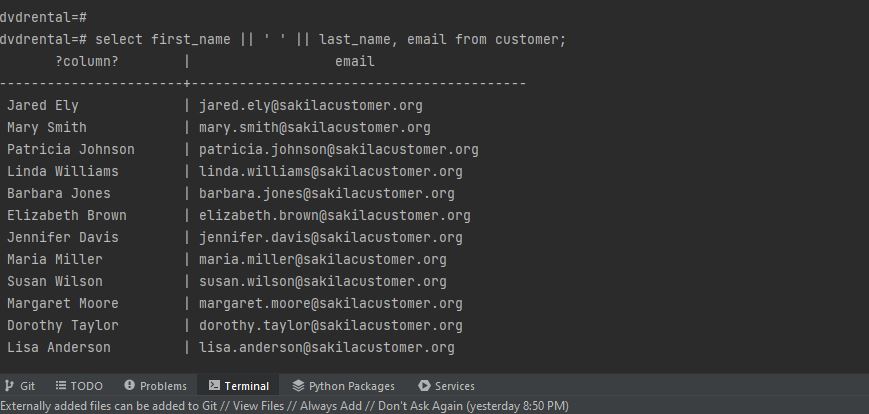 dvdrental=#
dvdrental=# select first_name || ' ' || last_name, email from customer;
?column? | email
-----------------------+------------------------------------------
Jared Ely | jared.ely@sakilacustomer.org
Mary Smith | mary.smith@sakilacustomer.org
Patricia Johnson | patricia.johnson@sakilacustomer.org
Linda Williams | linda.williams@sakilacustomer.org
Barbara Jones | barbara.jones@sakilacustomer.org
Elizabeth Brown | elizabeth.brown@sakilacustomer.org
Jennifer Davis | jennifer.davis@sakilacustomer.org
Maria Miller | maria.miller@sakilacustomer.org
Susan Wilson | susan.wilson@sakilacustomer.org
Margaret Moore | margaret.moore@sakilacustomer.org
Dorothy Taylor | dorothy.taylor@sakilacustomer.org
Lisa Anderson | lisa.anderson@sakilacustomer.org
Git TODO Problems Terminal Python Packages Services
Externally added files can be added to Git // View Files // Always Add // Don't Ask Again (yesterday 8:50 PM)